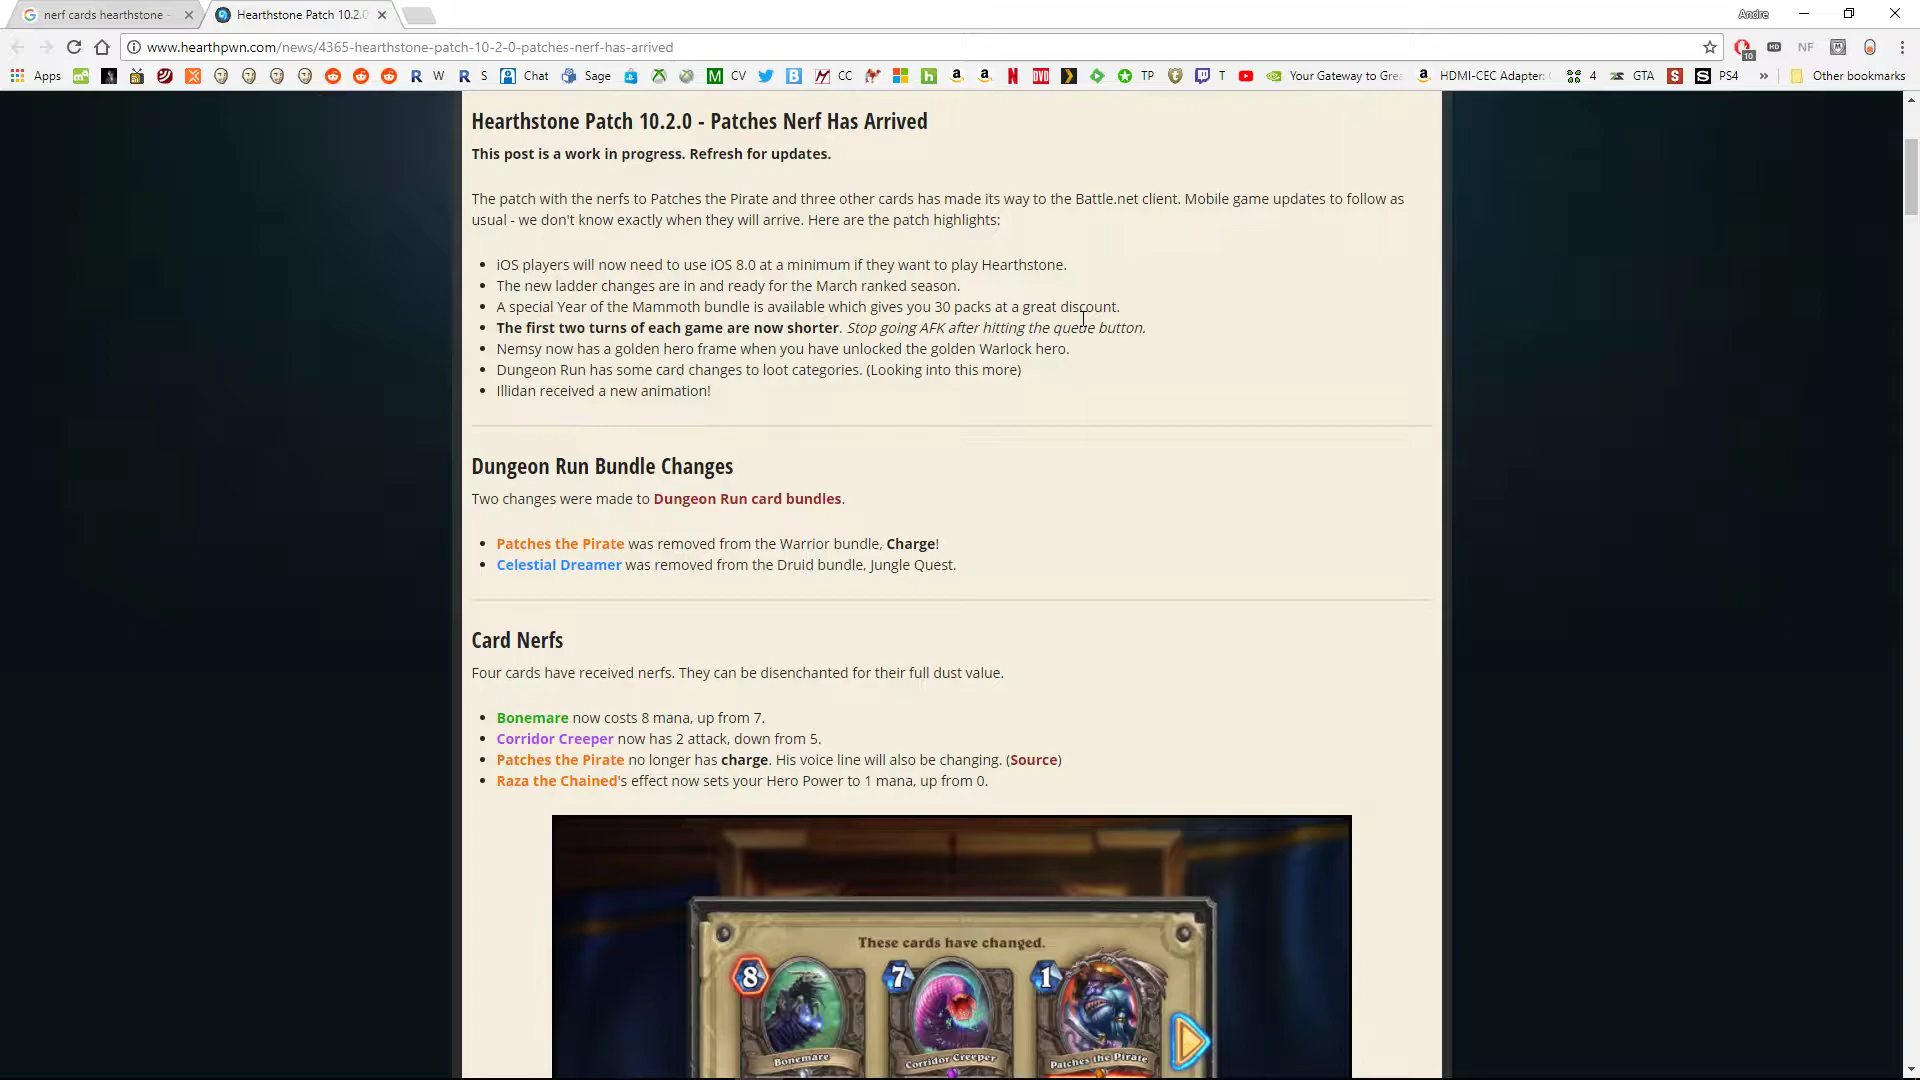 nerf cards hearthstone -
Hearthstone Patch 10.2.0
Andre
www.hearthpwn.com/news/4365-hearthstone-patch-10-2-0-patches-nerf-has-arrived
10
HD
NF
Apps
R W
R S
Chat
Sage
M CV
CC
DVD
TP
T
Your Gateway to Grea
HDMI-CEC Adapter:
4
GTA
PS4
»
Other bookmarks
Hearthstone Patch 10.2.0 - Patches Nerf Has Arrived
This post is a work in progress. Refresh for updates.
The patch with the nerfs to Patches the Pirate and three other cards has made its way to the Battle.net client. Mobile game updates to follow as
usual - we don't know exactly when they will arrive. Here are the patch highlights:
• iOS players will now need to use iOS 8.0 at a minimum if they want to play Hearthstone.
• The new ladder changes are in and ready for the March ranked season.
• A special Year of the Mammoth bundle is available which gives you 30 packs at a great discount.
• The first two turns of each game are now shorter. Stop going AFK after hitting the queue button.
• Nemsy now has a golden hero frame when you have unlocked the golden Warlock hero.
• Dungeon Run has some card changes to loot categories. (Looking into this more)
• Illidan received a new animation!
Dungeon Run Bundle Changes
Two changes were made to Dungeon Run card bundles.
• Patches the Pirate was removed from the Warrior bundle, Charge!
• Celestial Dreamer was removed from the Druid bundle, Jungle Quest.
Card Nerfs
Four cards have received nerfs. They can be disenchanted for their full dust value.
• Bonemare now costs 8 mana, up from 7.
• Corridor Creeper now has 2 attack, down from 5.
• Patches the Pirate no longer has charge. His voice line will also be changing. (Source)
• Raza the Chained's effect now sets your Hero Power to 1 mana, up from 0.
These cards have changed.
8 7 1
Bonemare Corridor Creeper Patches the Pirate